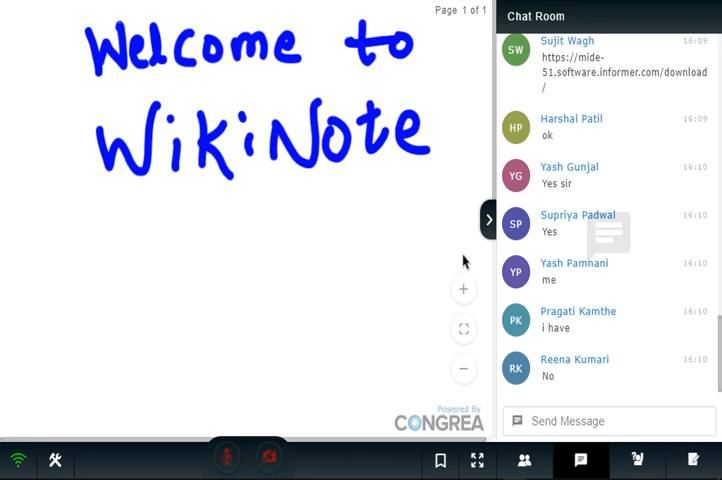 Page 1 of 1
Welcome to
WikiNote
Powered By
CONGREA
Chat Room
SW
Sujit Wagh
16:09
https://mide-
51.software.informer.com/download
/
HP
Harshal Patil
16:09
ok
YG
Yash Gunjal
16:10
Yes sir
SP
Supriya Padwal
16:10
Yes
YP
Yash Pamnani
16:10
me
PK
Pragati Kamthe
16:10
i have
RK
Reena Kumari
16:10
No
Send Message